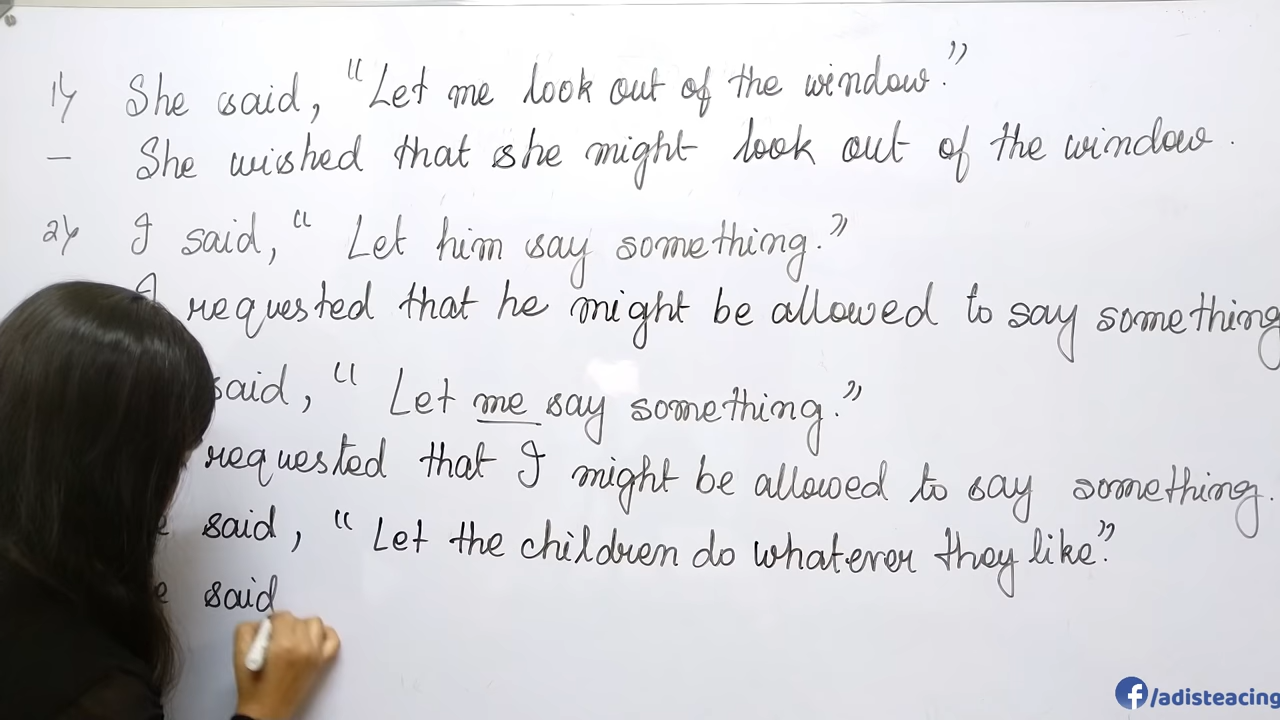 1) She said, "Let me look out of the window."
– She wished that she might look out of the window.
2) I said, " Let him say something."
I requested that he might be allowed to say something
said, " Let me say something."
requested that I might be allowed to say something.
said, " Let the children do whatever they like".
said
/adisteacing